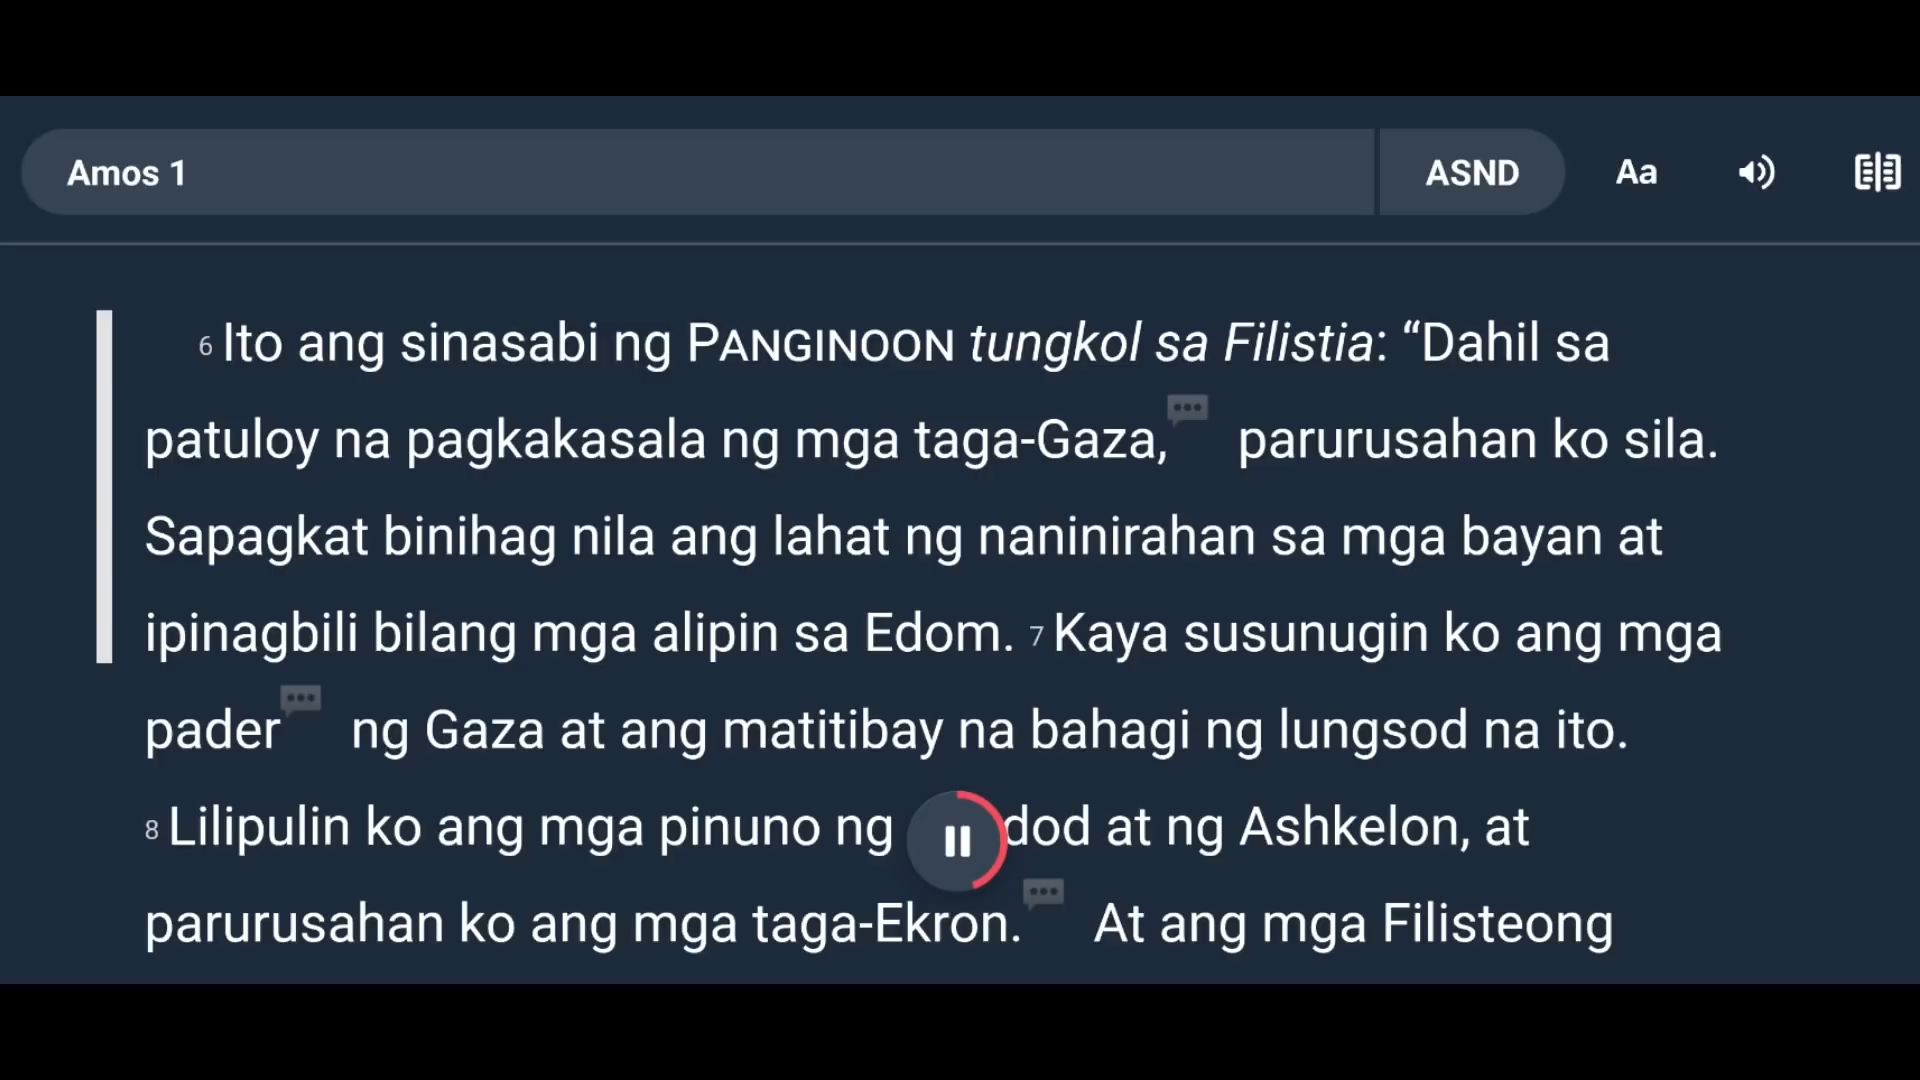 Amos 1
ASND
Aa
6 Ito ang sinasabi ng PANGINOON tungkol sa Filistia: “Dahil sa
patuloy na pagkakasala ng mga taga-Gaza, parurusahan ko sila.
Sapagkat binihag nila ang lahat ng naninirahan sa mga bayan at
ipinagbili bilang mga alipin sa Edom. 7 Kaya susunugin ko ang mga
pader ng Gaza at ang matitibay na bahagi ng lungsod na ito.
8 Lilipulin ko ang mga pinuno ng dod at ng Ashkelon, at
parurusahan ko ang mga taga-Ekron. At ang mga Filisteong